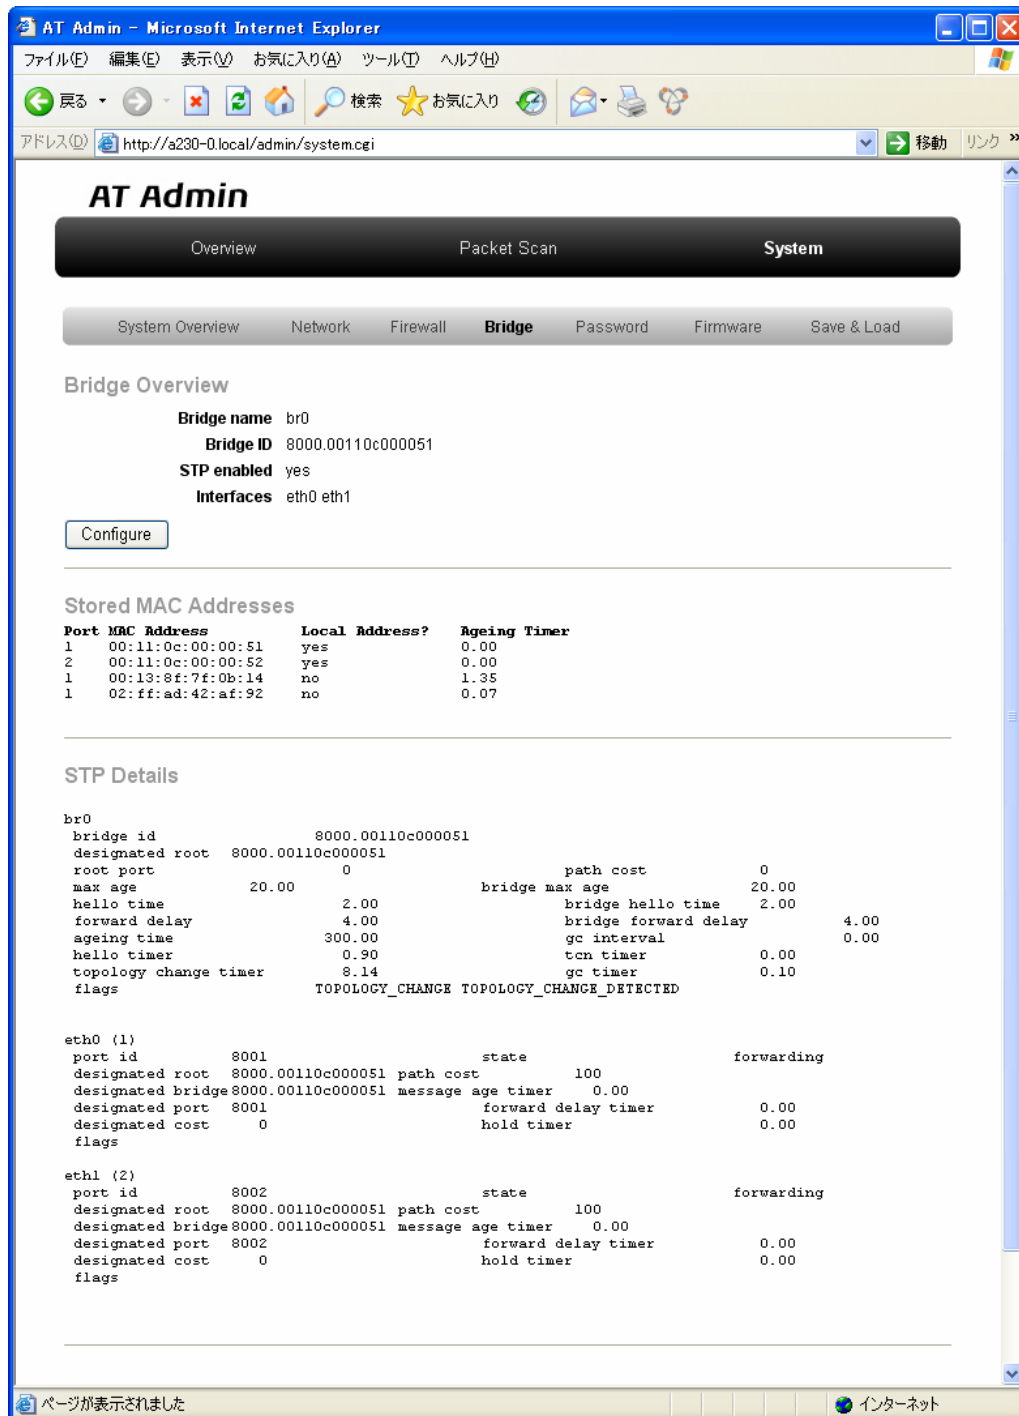 AT Admin - Microsoft Internet Explorer
ファイル(F) 編集(E) 表示(V) お気に入り(A) ツール(T) ヘルプ(H)
戻る 検索 お気に入り
アドレス(D) http://a230-0.local/admin/system.cgi 移動 リンク »
AT Admin
Overview Packet Scan System
System Overview Network Firewall Bridge Password Firmware Save & Load
Bridge Overview
Bridge name br0
Bridge ID 8000.00110c000051
STP enabled yes
Interfaces eth0 eth1
Configure
Stored MAC Addresses
Port MAC Address Local Address? Ageing Timer
1 00:11:0c:00:00:51 yes 0.00
2 00:11:0c:00:00:52 yes 0.00
1 00:13:8f:7f:0b:14 no 1.35
1 02:ff:ad:42:af:92 no 0.07
STP Details
br0
bridge id 8000.00110c000051
designated root 8000.00110c000051
root port 0 path cost 0
max age 20.00 bridge max age 20.00
hello time 2.00 bridge hello time 2.00
forward delay 4.00 bridge forward delay 4.00
ageing time 300.00 gc interval 0.00
hello timer 0.90 tcn timer 0.00
topology change timer 8.14 gc timer 0.10
flags TOPOLOGY_CHANGE TOPOLOGY_CHANGE_DETECTED
eth0 (1)
port id 8001 state forwarding
designated root 8000.00110c000051 path cost 100
designated bridge 8000.00110c000051 message age timer 0.00
designated port 8001 forward delay timer 0.00
designated cost 0 hold timer 0.00
flags
eth1 (2)
port id 8002 state forwarding
designated root 8000.00110c000051 path cost 100
designated bridge 8000.00110c000051 message age timer 0.00
designated port 8002 forward delay timer 0.00
designated cost 0 hold timer 0.00
flags
ページが表示されました インターネット